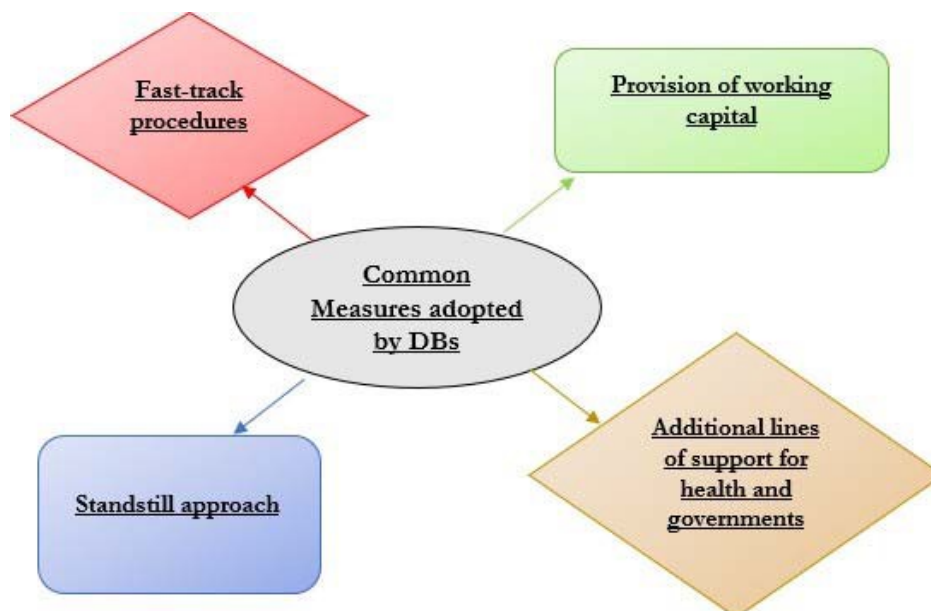 Fast-track
procedures
Provision of working
capital
Common
Measures adopted
by DBs
Standstill approach
Additional lines
of support for
health and
governments